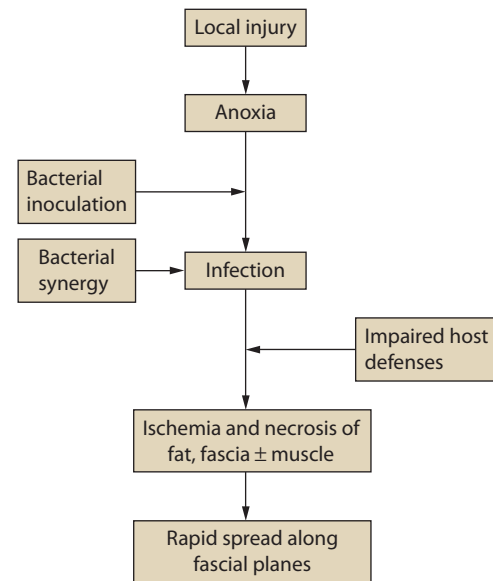 Local injury
Anoxia
Bacterial
inoculation
Bacterial
synergy
Infection
Impaired host
defenses
Ischemia and necrosis of
fat, fascia ± muscle
Rapid spread along
fascial planes